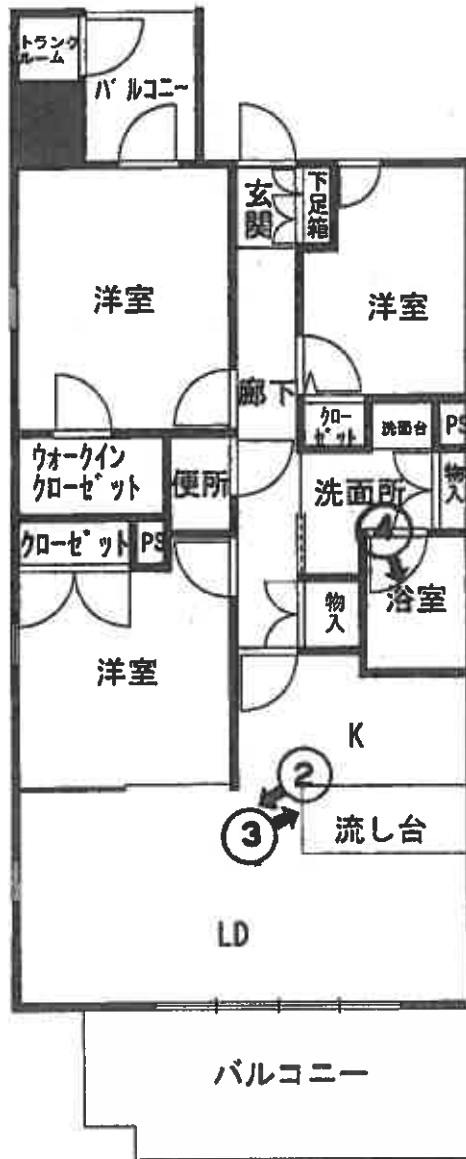 トランク
ルーム
バルコニー
玄
関
下
足
箱
洋室
洋室
廊下
クロー
ゼット
洗面台
PS
ウォークイン
クローゼット
便所
洗面所
物
入
クローゼット
PS
4
浴室
物
入
洋室
K
2
3
流し台
LD
バルコニー